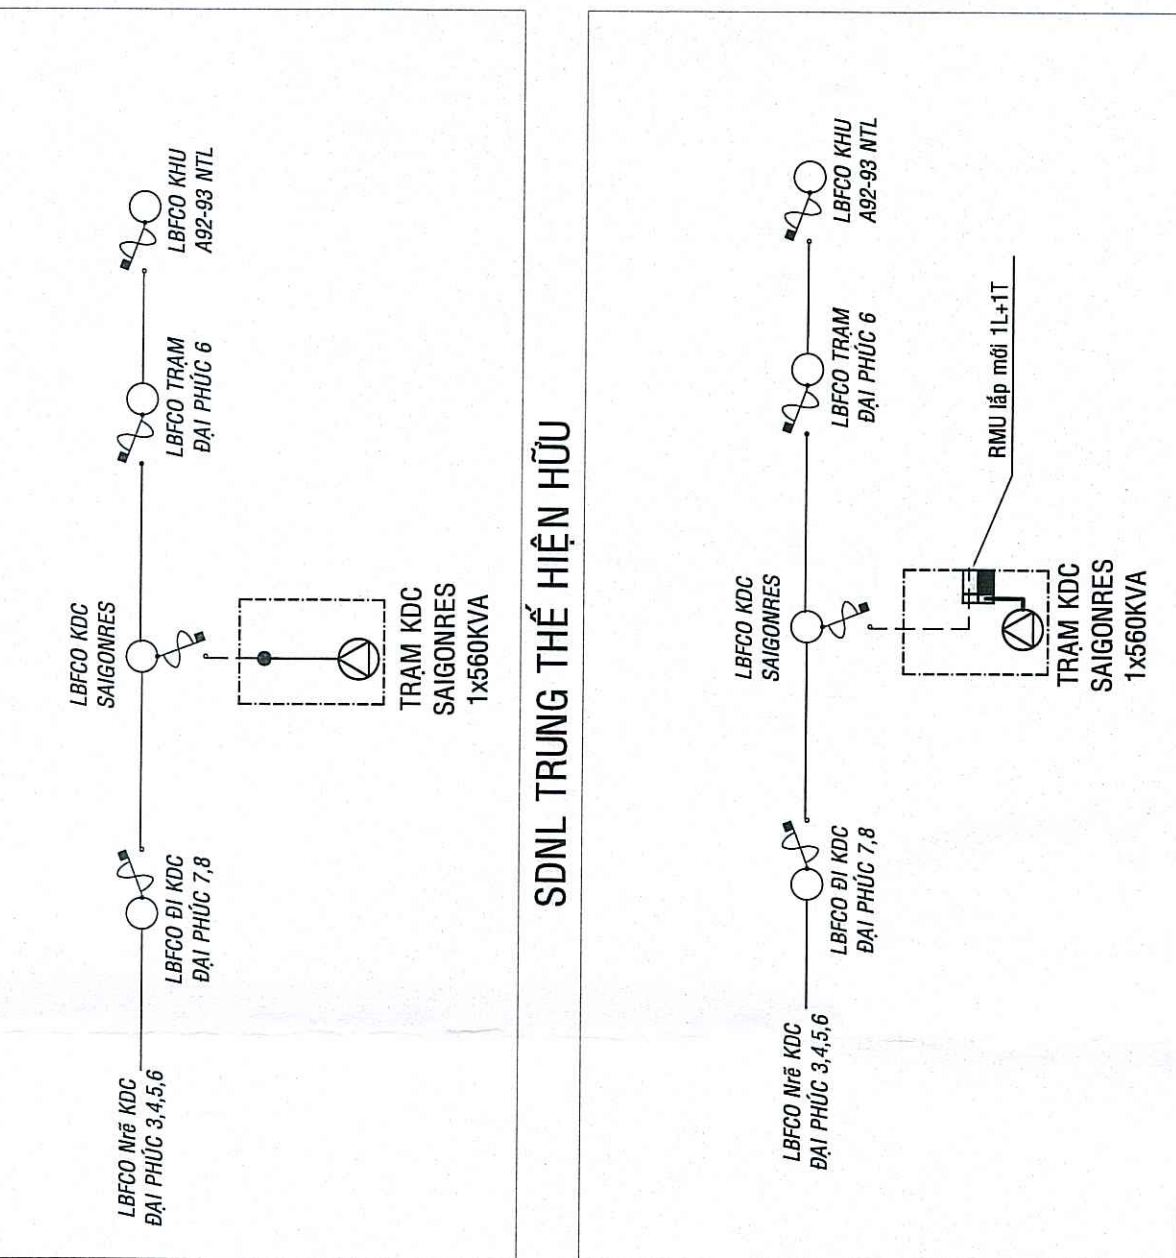 LBFCO Nrẽ KDC
ĐẠI PHÚC 3,4,5,6
LBFCO ĐI KDC
ĐẠI PHÚC 7,8
LBFCO KDC
SAIGONRES
LBFCO TRẠM
ĐẠI PHÚC 6
LBFCO KHU
A92-93 NTL
TRẠM KDC
SAIGONRES
1x560KVA
SDNL TRUNG THẾ HIỆN HỮU
LBFCO Nrẽ KDC
ĐẠI PHÚC 3,4,5,6
LBFCO ĐI KDC
ĐẠI PHÚC 7,8
LBFCO KDC
SAIGONRES
LBFCO TRẠM
ĐẠI PHÚC 6
LBFCO KHU
A92-93 NTL
RMU lắp mới 1L+1T
TRẠM KDC
SAIGONRES
1x560KVA